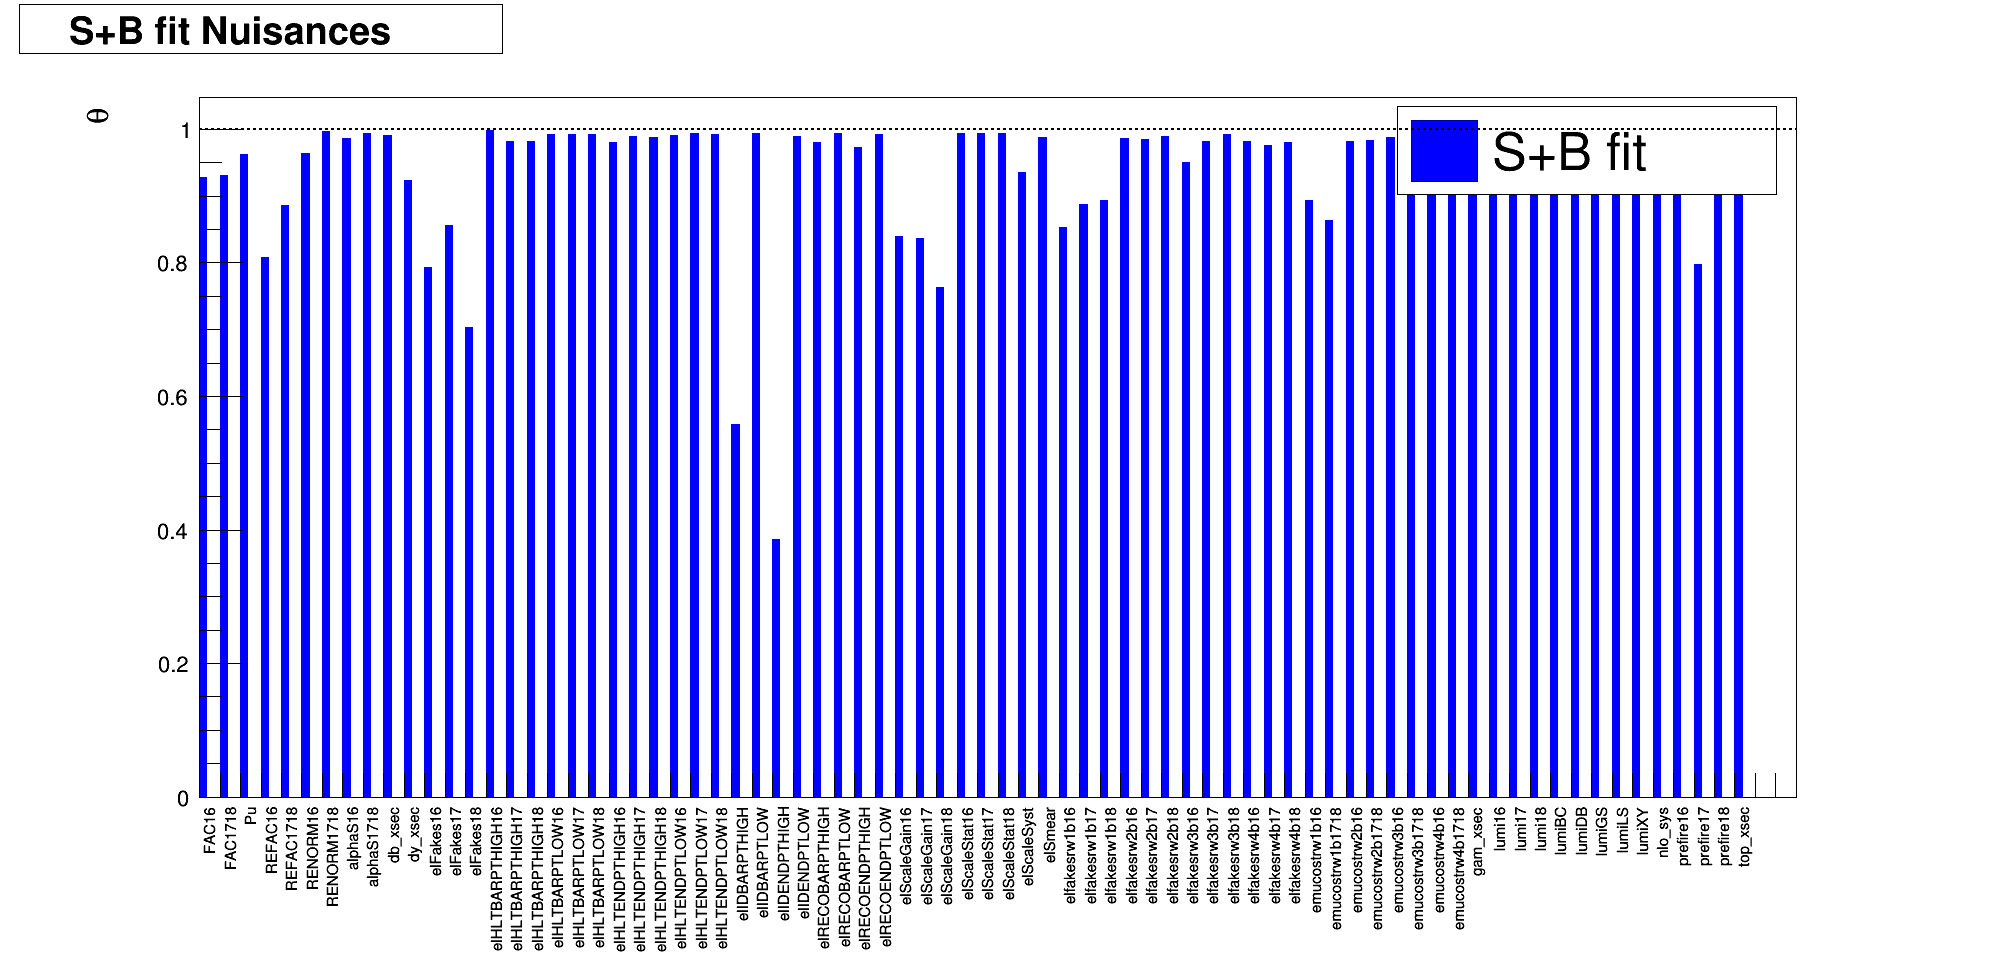 S+B fit Nuisances
θ
S+B fit
1
0.8
0.6
0.4
0.2
0
FAC16
FAC1718
Pu
REFAC16
REFAC1718
RENORM16
RENORM1718
alphaS16
alphaS1718
db_xsec
dy_xsec
elFakes16
elFakes17
elFakes18
elHLTBARPTHIGH16
elHLTBARPTHIGH17
elHLTBARPTHIGH18
elHLTBARPTLOW16
elHLTBARPTLOW17
elHLTBARPTLOW18
elHLTENDPTHIGH16
elHLTENDPTHIGH17
elHLTENDPTHIGH18
elHLTENDPTLOW16
elHLTENDPTLOW17
elHLTENDPTLOW18
elIDBARPTHIGH
elIDBARPTLOW
elIDENDPTHIGH
elIDENDPTLOW
elRECOBARPTHIGH
elRECOBARPTLOW
elRECOENDPTHIGH
elRECOENDPTLOW
elScaleGain16
elScaleGain17
elScaleGain18
elScaleStat16
elScaleStat17
elScaleStat18
elScaleSyst
elSmear
elfakesrw1b16
elfakesrw1b17
elfakesrw1b18
elfakesrw2b16
elfakesrw2b17
elfakesrw2b18
elfakesrw3b16
elfakesrw3b17
elfakesrw3b18
elfakesrw4b16
elfakesrw4b17
elfakesrw4b18
emucostrw1b16
emucostrw1b1718
emucostrw2b16
emucostrw2b1718
emucostrw3b16
emucostrw3b1718
emucostrw4b16
emucostrw4b1718
gam_xsec
lumi16
lumi17
lumi18
lumiBC
lumiDB
lumiGS
lumiLS
lumiXY
nlo_sys
prefire16
prefire17
prefire18
top_xsec